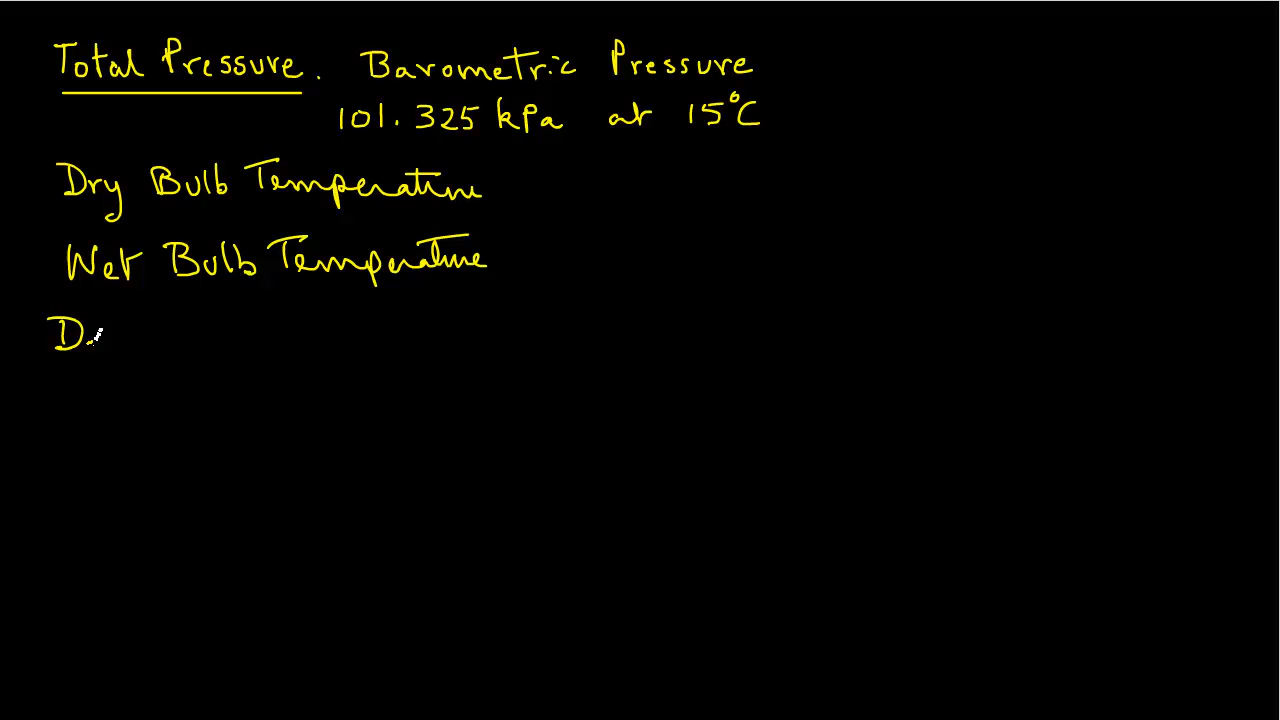 Total Pressure. Barometric Pressure
101.325 kPa at 15°C
Dry Bulb Temperature
Wet Bulb Temperature
D